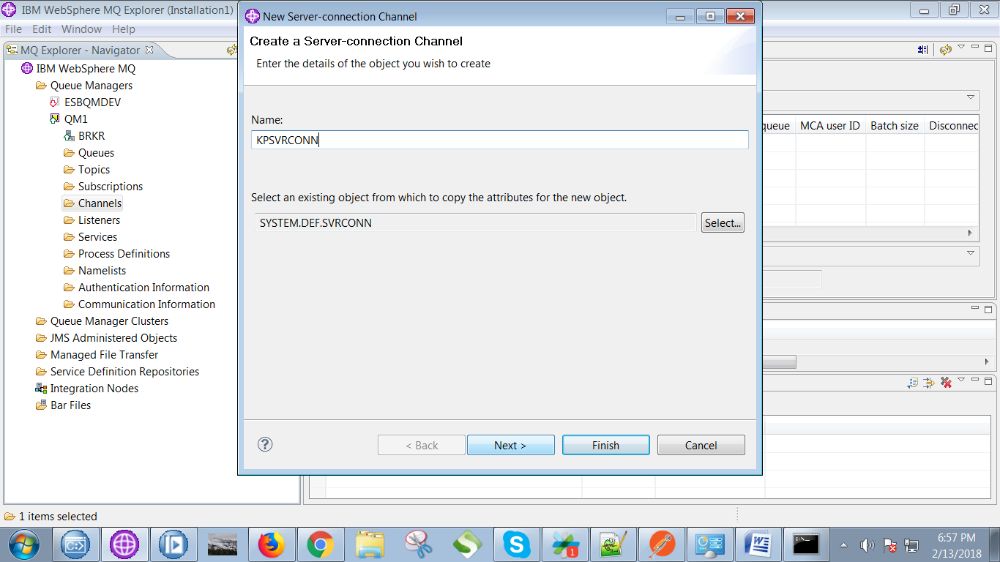 IBM WebSphere MQ Explorer (Installation1)
File Edit Window Help
MQ Explorer - Navigator
IBM WebSphere MQ
Queue Managers
ESBQMDEV
QM1
BRKR
Queues
Topics
Subscriptions
Channels
Listeners
Services
Process Definitions
Namelists
Authentication Information
Communication Information
Queue Manager Clusters
JMS Administered Objects
Managed File Transfer
Service Definition Repositories
Integration Nodes
Bar Files
New Server-connection Channel
Create a Server-connection Channel
Enter the details of the object you wish to create
Name:
KPSVRCONN
Select an existing object from which to copy the attributes for the new object.
SYSTEM.DEF.SVRCONN
Select...
< Back Next > Finish Cancel
queue MCA user ID Batch size Disconnec
1 items selected
1
6:57 PM
2/13/2018